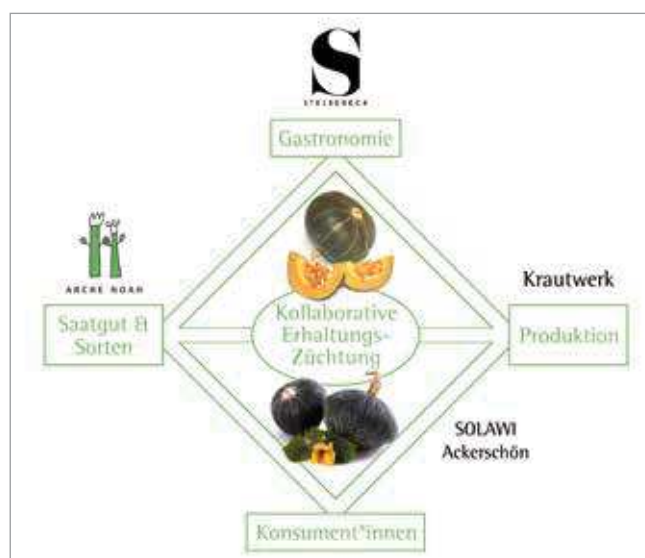 S
STEIRERECK
Gastronomie
ARCHE NOAH
Saatgut &
Sorten
Kollaborative
Erhaltungs-
Züchtung
Krautwerk
Produktion
SOLAWI
Ackerschön
Konsument*innen